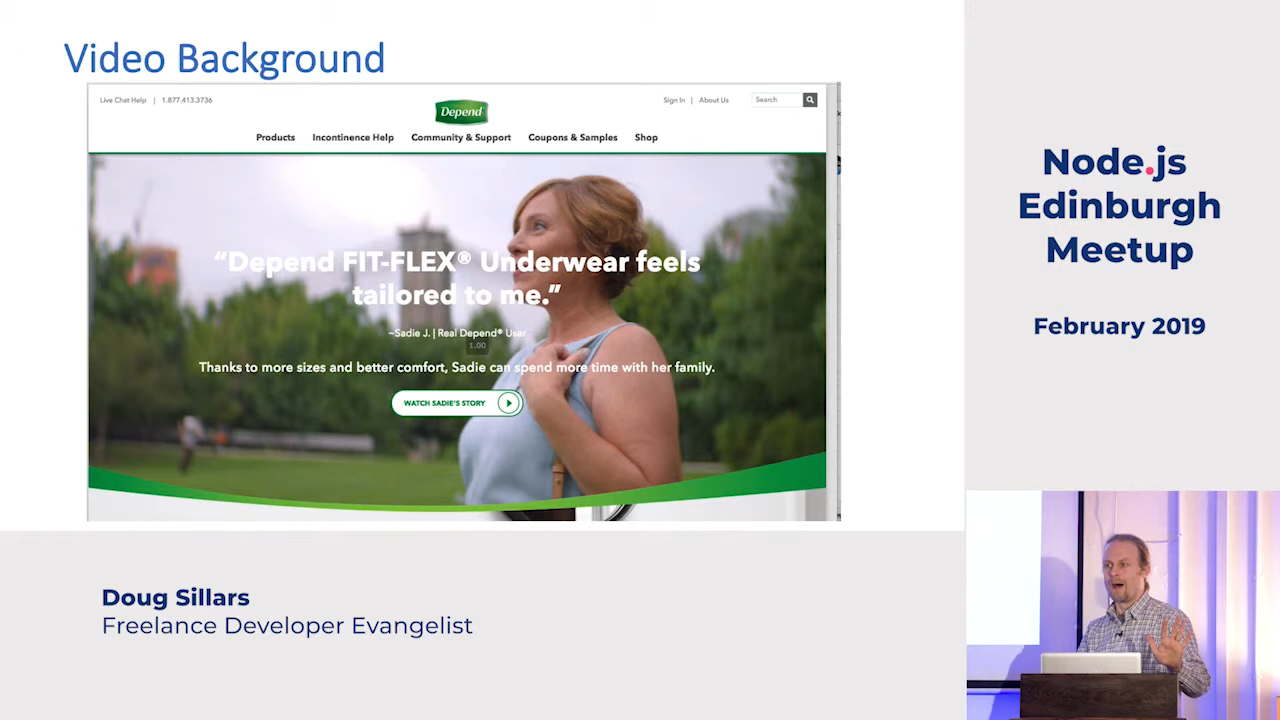 Video Background
Live Chat Help | 1.877.413.3736
Depend
Sign In | About Us
Search
Products Incontinence Help Community & Support Coupons & Samples Shop
“Depend FIT-FLEX® Underwear feels
tailored to me.”
~Sadie J. | Real Depend® User
1.00
Thanks to more sizes and better comfort, Sadie can spend more time with her family.
WATCH SADIE'S STORY
Node.js
Edinburgh
Meetup
February 2019
Doug Sillars
Freelance Developer Evangelist